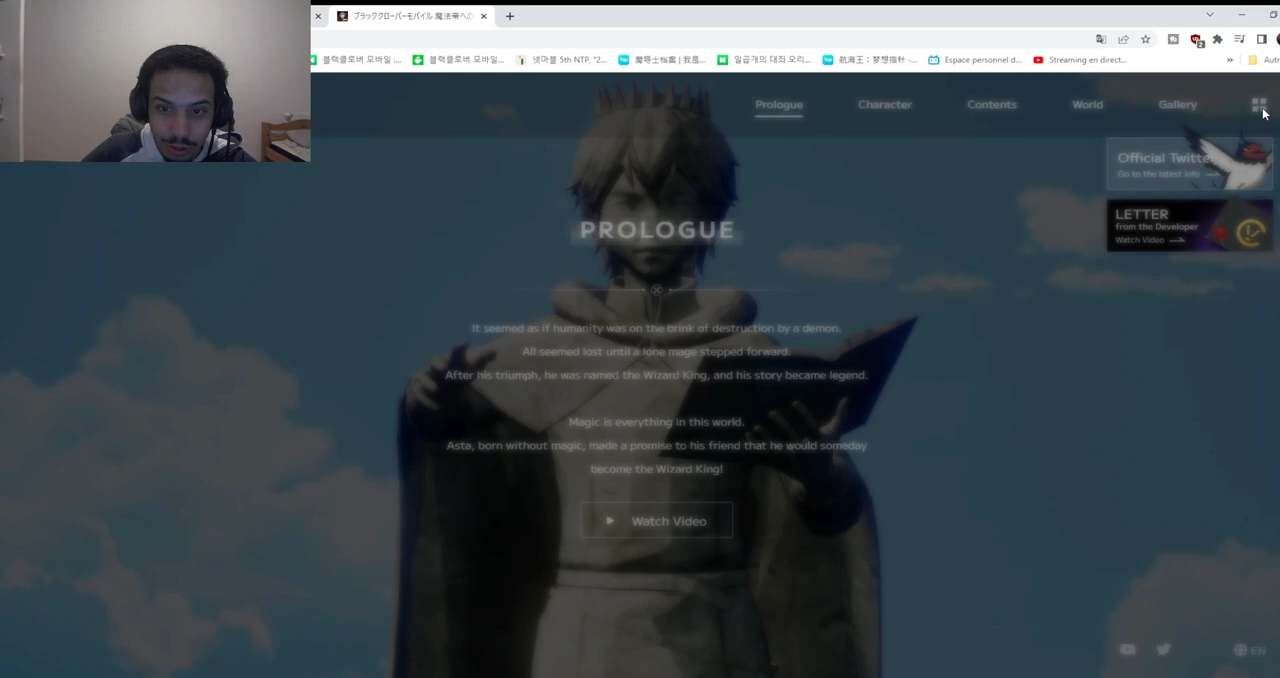 ブラッククローバーモバイル 魔法帝への
블랙클로버 모바일 :...
블랙클로버 모바일...
넷마블 5th NTP, "2...
魔导士档案 | 我是...
일곱개의 대죄 오리...
航海王：梦想指针 -...
Espace personnel d...
Streaming en direct...
»
Autr
2
Prologue
Character
Contents
World
Gallery
Official Twitte
Go to the latest info
LETTER
from the Developer
Watch Video
PROLOGUE
It seemed as if humanity was on the brink of destruction by a demon.
All seemed lost until a lone mage stepped forward.
After his triumph, he was named the Wizard King, and his story became legend.
Magic is everything in this world.
Asta, born without magic, made a promise to his friend that he would someday
become the Wizard King!
Watch Video
EN